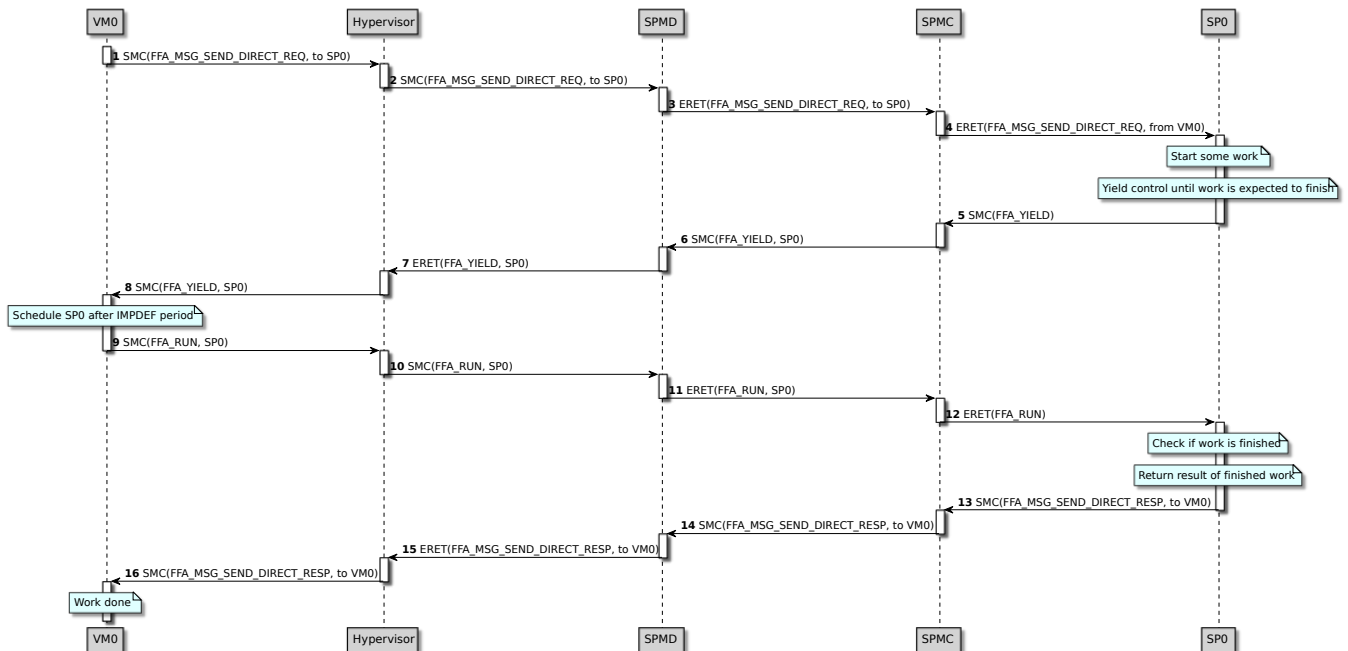 VM0
Hypervisor
SPMD
SPMC
SP0
1 SMC(FFA_MSG_SEND_DIRECT_REQ, to SP0)
2 SMC(FFA_MSG_SEND_DIRECT_REQ, to SP0)
3 ERET(FFA_MSG_SEND_DIRECT_REQ, to SP0)
4 ERET(FFA_MSG_SEND_DIRECT_REQ, from VM0)
Start some work
Yield control until work is expected to finish
5 SMC(FFA_YIELD)
6 SMC(FFA_YIELD, SP0)
7 ERET(FFA_YIELD, SP0)
8 SMC(FFA_YIELD, SP0)
Schedule SP0 after IMPDEF period
9 SMC(FFA_RUN, SP0)
10 SMC(FFA_RUN, SP0)
11 ERET(FFA_RUN, SP0)
12 ERET(FFA_RUN)
Check if work is finished
Return result of finished work
13 SMC(FFA_MSG_SEND_DIRECT_RESP, to VM0)
14 SMC(FFA_MSG_SEND_DIRECT_RESP, to VM0)
15 ERET(FFA_MSG_SEND_DIRECT_RESP, to VM0)
16 SMC(FFA_MSG_SEND_DIRECT_RESP, to VM0)
Work done
VM0
Hypervisor
SPMD
SPMC
SP0